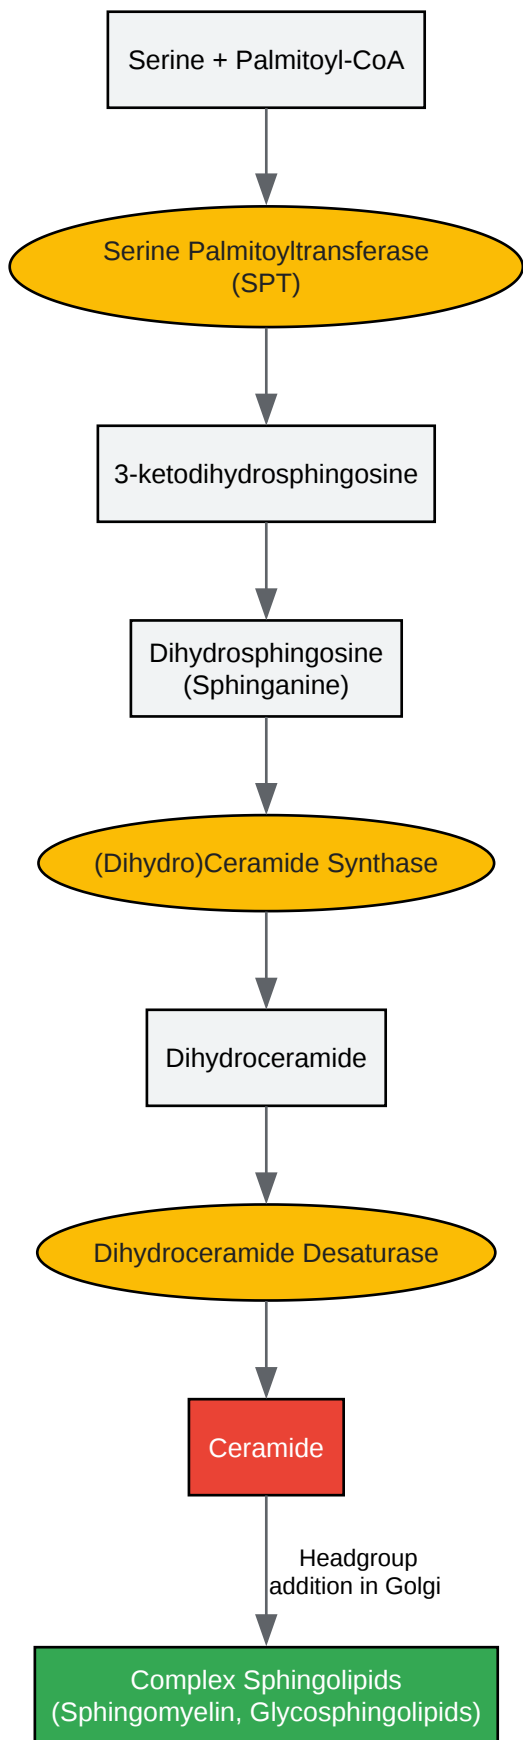 Serine + Palmitoyl-CoA
Serine Palmitoyltransferase
(SPT)
3-ketodihydrosphingosine
Dihydrosphingosine
(Sphinganine)
(Dihydro)Ceramide Synthase
Dihydroceramide
Dihydroceramide Desaturase
Ceramide
Headgroup
addition in Golgi
Complex Sphingolipids
(Sphingomyelin, Glycosphingolipids)